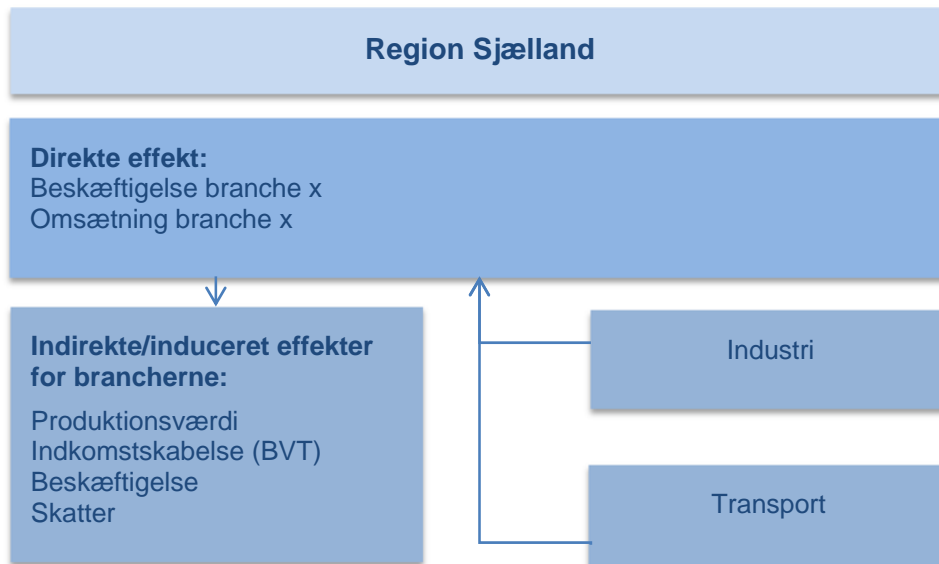 Region Sjælland
Direkte effekt:
Beskæftigelse branche x
Omsætning branche x
Indirekte/induceret effekter
for brancherne:
Produktionsværdi
Indkomstskabelse (BVT)
Beskæftigelse
Skatter
Industri
Transport